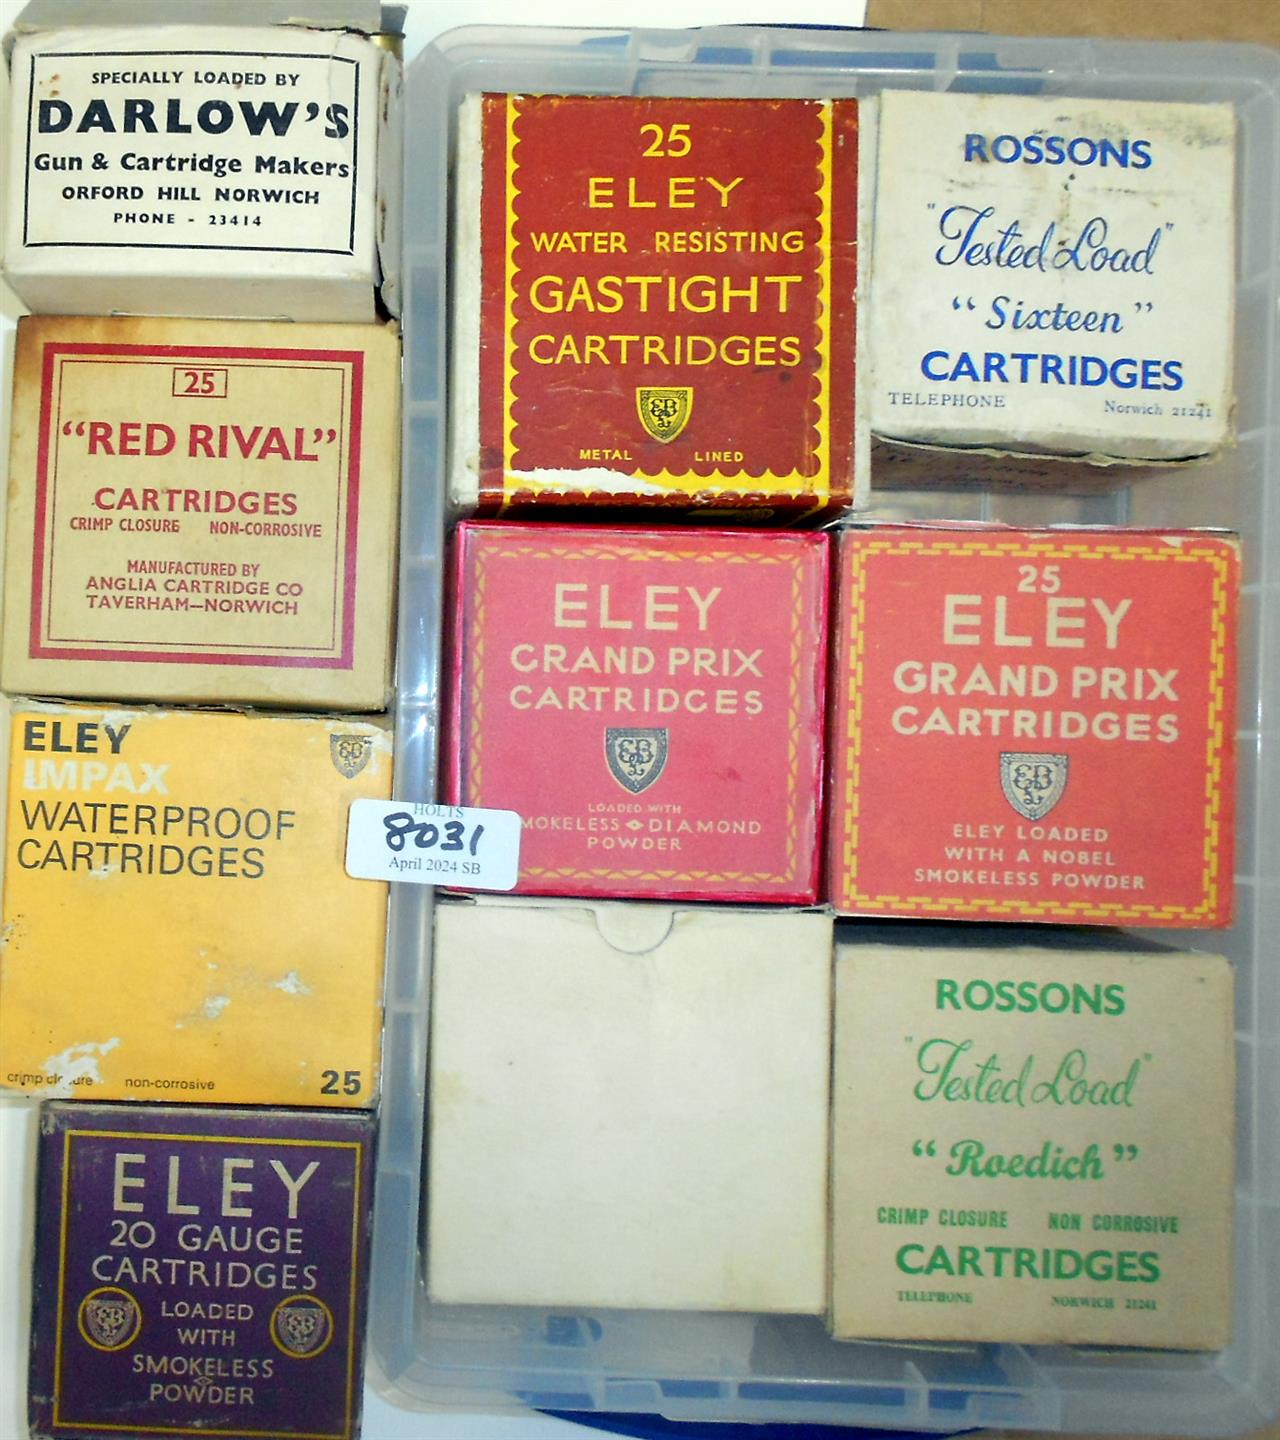 SPECIALLY LOADED BY
DARLOW'S
Gun & Cartridge Makers
ORFORD HILL NORWICH
PHONE - 23414
25
"RED RIVAL"
CARTRIDGES
CRIMP CLOSURE NON-CORROSIVE
MANUFACTURED BY
ANGLIA CARTRIDGE CO
TAVERHAM—NORWICH
ELEY
IMPAX
WATERPROOF
CARTRIDGES
non-corrosive
25
ELEY
20 GAUGE
CARTRIDGES
LOADED
WITH
SMOKELESS
POWDER
25
ELEY
WATER RESISTING
GASTIGHT
CARTRIDGES
METAL LINED
ROSSONS
"Tested Load"
"Sixteen"
CARTRIDGES
TELEPHONE Norwich 21241
ELEY
GRAND PRIX
CARTRIDGES
LOADED WITH
MOKELESS DIAMOND
POWDER
HOLTS
8031
April 2024 SB
25
ELEY
GRAND PRIX
CARTRIDGES
ELEY LOADED
WITH A NOBEL
SMOKELESS POWDER
ROSSONS
"Tested Load"
"Roedich"
CRIMP CLOSURE NON CORROSIVE
CARTRIDGES
TELEPHONE NORWICH 21241